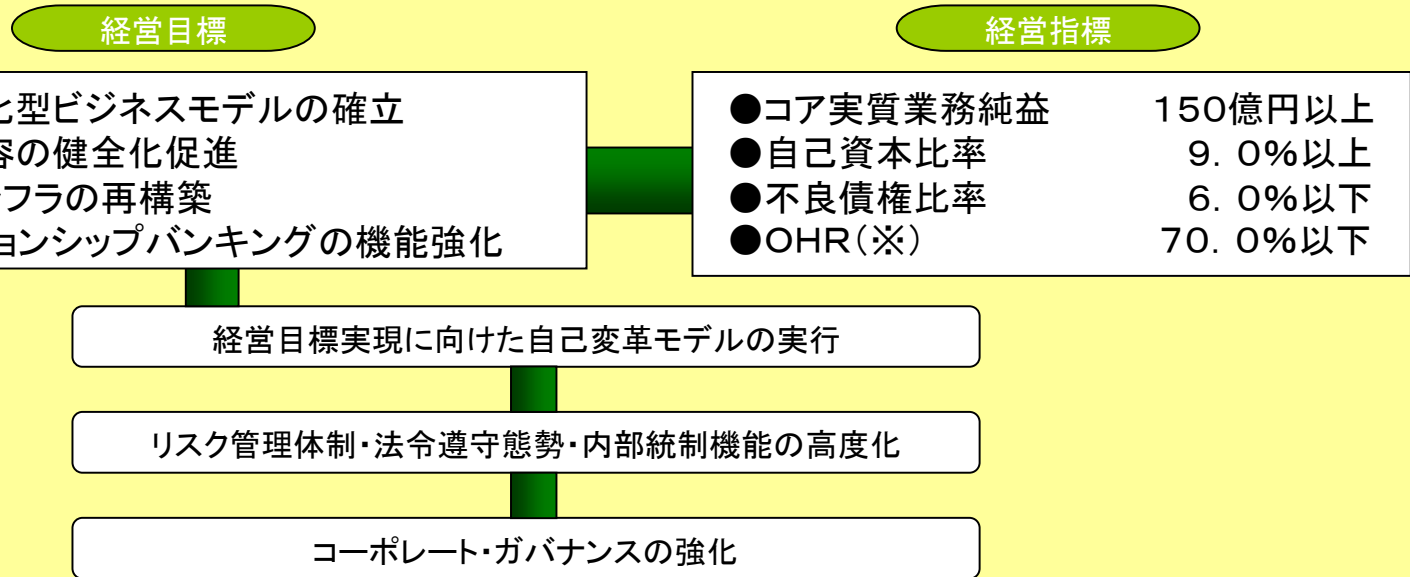 経営目標
経営指標
型ビジネスモデルの確立
容の健全化促進
フラの再構築
ョンシップバンキングの機能強化
●コア実質業務純益 150億円以上
●自己資本比率 9.0%以上
●不良債権比率 6.0%以下
●OHR(※) 70.0%以下
経営目標実現に向けた自己変革モデルの実行
リスク管理体制・法令遵守態勢・内部統制機能の高度化
コーポレート・ガバナンスの強化